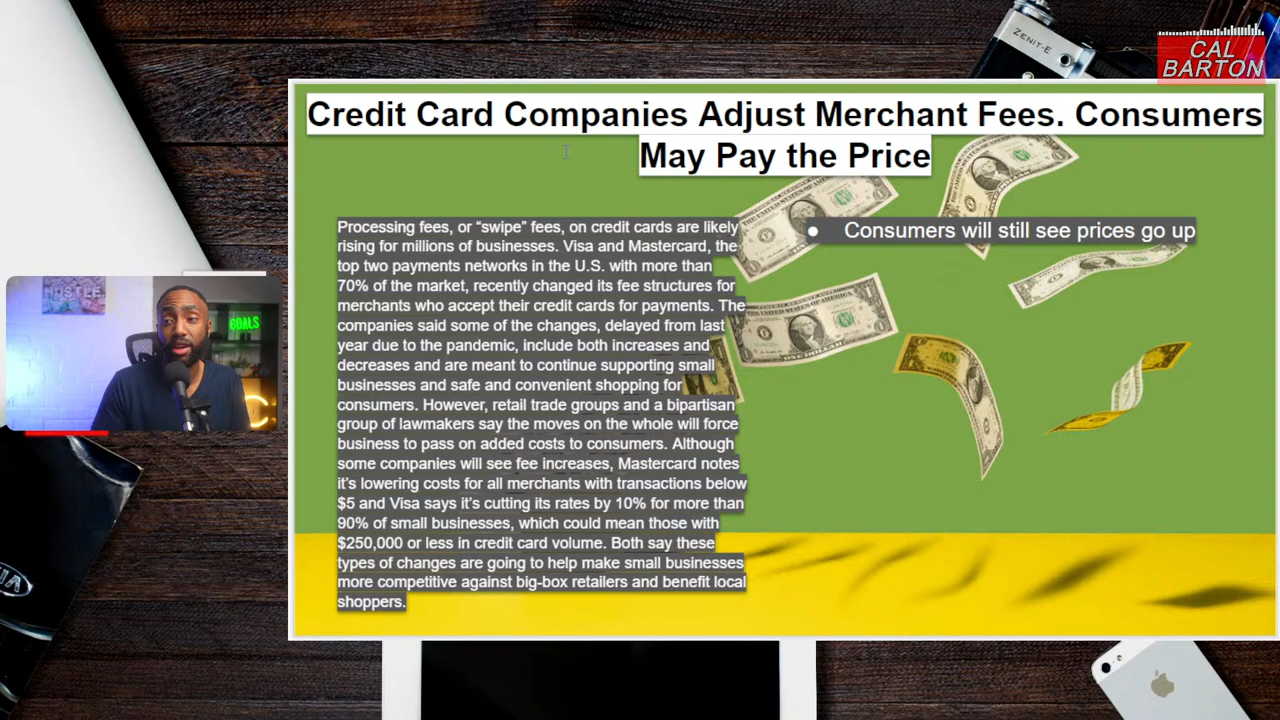 ZENIT-E
CAL
BARTON
Credit Card Companies Adjust Merchant Fees. Consumers
May Pay the Price
Processing fees, or “swipe” fees, on credit cards are likely
rising for millions of businesses. Visa and Mastercard, the
top two payments networks in the U.S. with more than
70% of the market, recently changed its fee structures for
merchants who accept their credit cards for payments. The
companies said some of the changes, delayed from last
year due to the pandemic, include both increases and
decreases and are meant to continue supporting small
businesses and safe and convenient shopping for
consumers. However, retail trade groups and a bipartisan
group of lawmakers say the moves on the whole will force
business to pass on added costs to consumers. Although
some companies will see fee increases, Mastercard notes
it’s lowering costs for all merchants with transactions below
$5 and Visa says it’s cutting its rates by 10% for more than
90% of small businesses, which could mean those with
$250,000 or less in credit card volume. Both say these
types of changes are going to help make small businesses
more competitive against big-box retailers and benefit local
shoppers.
● Consumers will still see prices go up
HUSTLE
GOALS
KIA